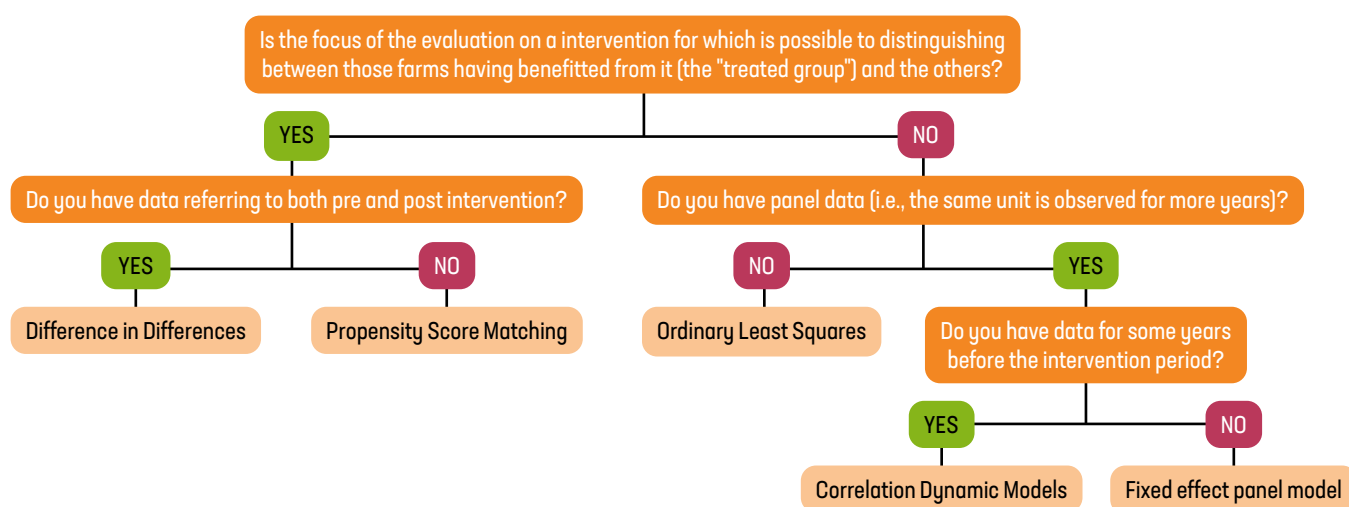 Is the focus of the evaluation on a intervention for which is possible to distinguishing
between those farms having benefitted from it (the "treated group") and the others?
YES
NO
Do you have data referring to both pre and post intervention?
Do you have panel data (i.e., the same unit is observed for more years)?
YES
NO
NO
YES
Difference in Differences
Propensity Score Matching
Ordinary Least Squares
Do you have data for some years
before the intervention period?
YES
NO
Correlation Dynamic Models
Fixed effect panel model